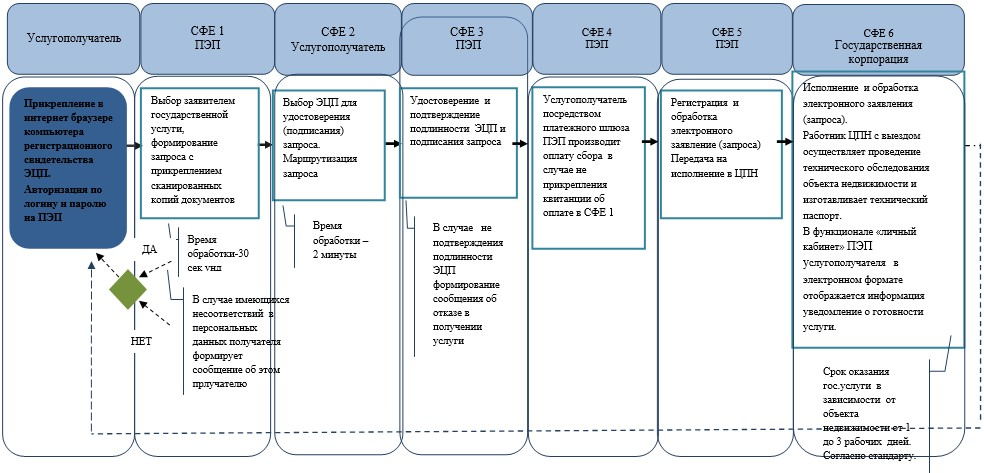 Услугополучатель
СФЕ 1
ПЭП
СФЕ 2
Услугополучатель
СФЕ 3
ПЭП
СФЕ 4
ПЭП
СФЕ 5
ПЭП
СФЕ 6
Государственная
корпорация
Прикрепление в
интернет браузере
компьютера
регистрационного
свидетельства
ЭЦП.
Авторизация по
логину и паролю
на ПЭП
Выбор заявителем
государственной
услуги,
формирование
запроса с
прикреплением
сканированных
копий документов
Выбор ЭЦП для
удостоверения
(подписания)
запроса.
Маршрутизация
запроса
Удостоверение и
подтверждение
подлинности ЭЦП и
подписания запроса
Услугополучатель
посредством
платежного шлюза
ПЭП производит
оплату сбора в
случае не
прикрепления
квитанции об
оплате в СФЕ 1
Регистрация и
обработка
электронного
заявление (запроса)
Передача на
исполнение в ЦПН
Исполнение и обработка
электронного заявления
(запроса).
Работник ЦПН с выездом
осуществляет проведение
технического обследования
объекта недвижимости и
изготавливает технический
паспорт.
В функционале «личный
кабинет» ПЭП
услугополучателя в
электронном формате
отображается информация
уведомление о готовности
услуги.
ДА
НЕТ
Время
обработки-30
сек
В случае имеющихся
несоответствий в
персональных
данных получателя
формирует
сообщение об этом
прлучателю
Время
обработки –
2 минуты
В случае не
подтверждения
подлинности
ЭЦП
формирование
сообщения об
отказе в
получении
услуги
Срок оказания
гос.услуги в
зависимости от
объекта
недвижимости от 1
до 3 рабочих дней.
Согласно стандарту.